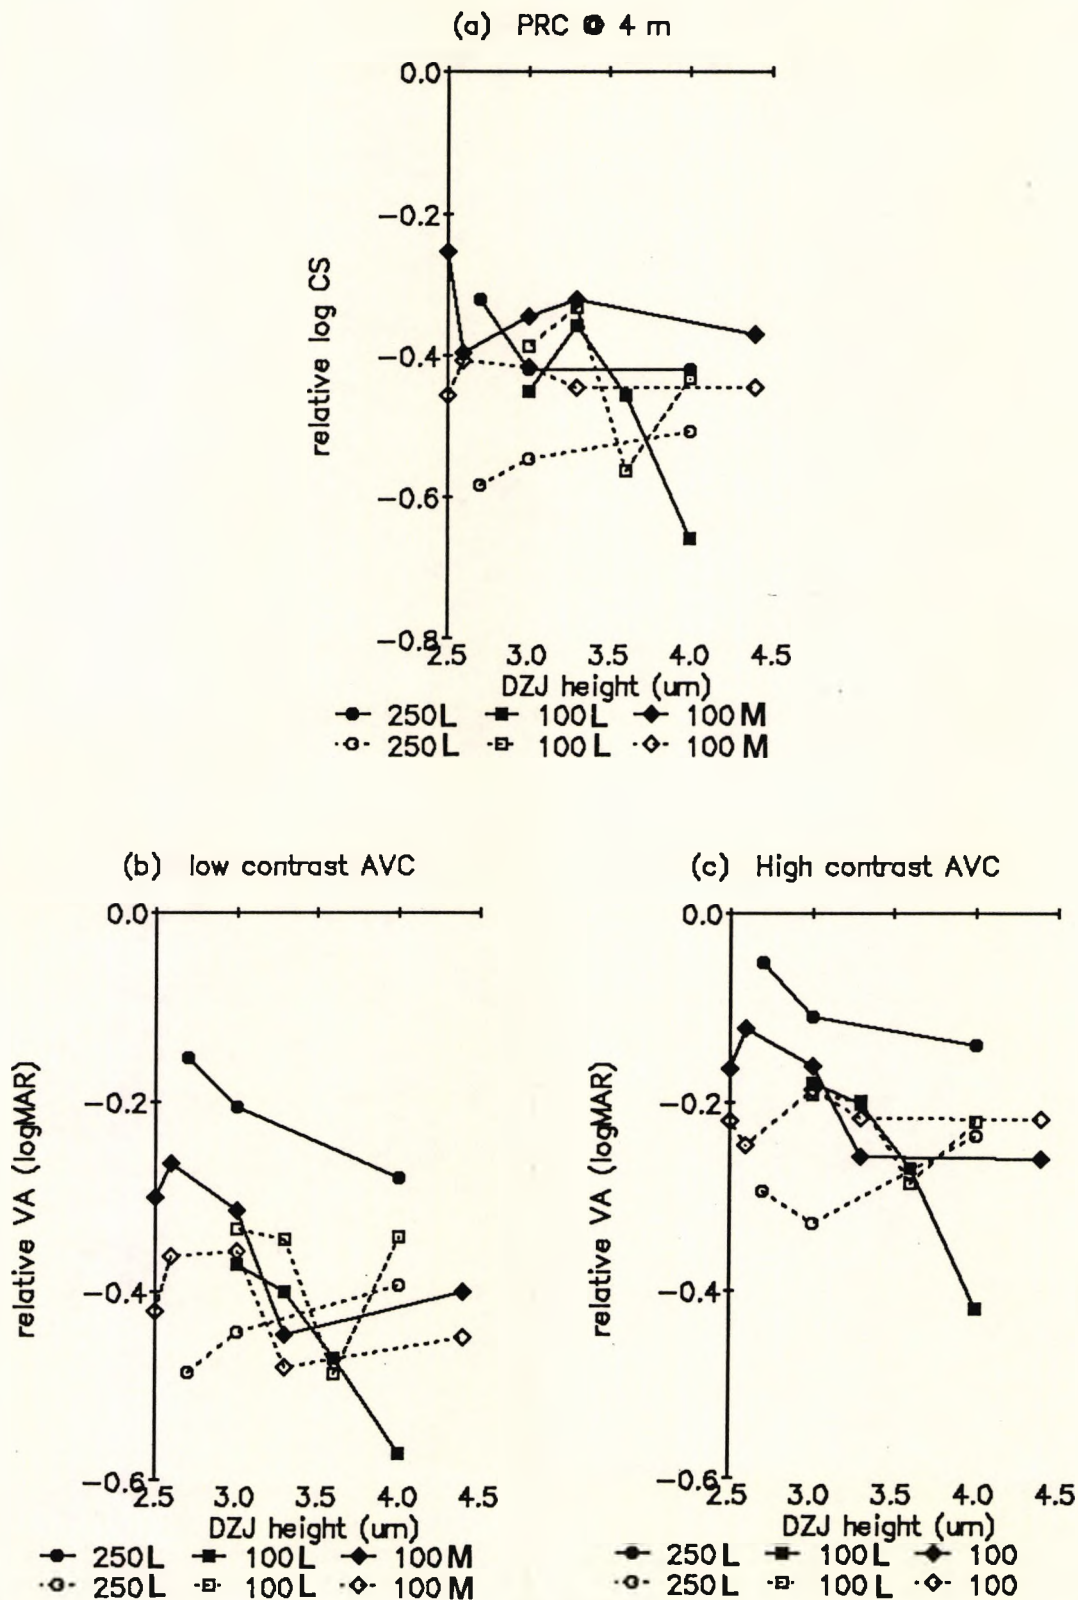 (a) PRC @ 4 m
0.0
−0.2
−0.4
−0.6
−0.8
relative log CS
2.5 3.0 3.5 4.0 4.5
DZJ height (um)
250L 100L 100M
250L 100L 100M
(b) low contrast AVC
0.0
−0.2
−0.4
−0.6
relative VA (logMAR)
2.5 3.0 3.5 4.0 4.5
DZJ height (um)
250L 100L 100M
250L 100L 100M
(c) High contrast AVC
0.0
−0.2
−0.4
−0.6
relative VA (logMAR)
2.5 3.0 3.5 4.0 4.5
DZJ height (um)
250L 100L 100
250L 100L 100